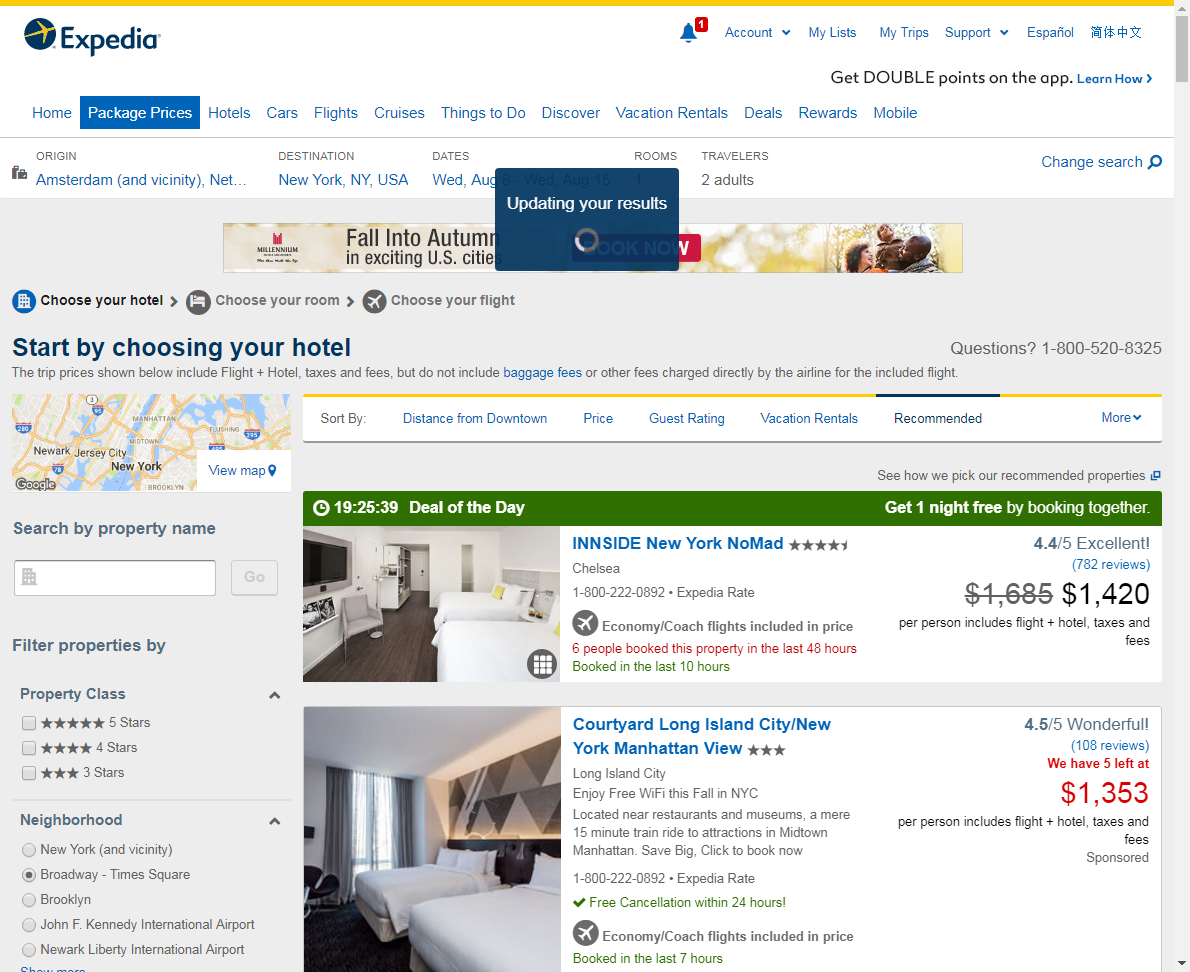 Expedia
1
Account
My Lists
My Trips
Support
Español
简体中文
Get DOUBLE points on the app. Learn How
Home
Package Prices
Hotels
Cars
Flights
Cruises
Things to Do
Discover
Vacation Rentals
Deals
Rewards
Mobile
ORIGIN
Amsterdam (and vicinity), Net…
DESTINATION
New York, NY, USA
DATES
Wed, Aug 8 - Wed, Aug 15
ROOMS
1
TRAVELERS
2 adults
Change search
Updating your results
MILLENNIUM
Fall Into Autumn
in exciting U.S. cities
BOOK NOW
Choose your hotel
Choose your room
Choose your flight
Start by choosing your hotel
Questions? 1-800-520-8325
The trip prices shown below include Flight + Hotel, taxes and fees, but do not include baggage fees or other fees charged directly by the airline for the included flight.
3
95
MANHATTAN
280
FLUSHING
MIDTOWN
295
495
Newark
Jersey City
New York
78
BROOKLYN
Google
View map
Sort By:
Distance from Downtown
Price
Guest Rating
Vacation Rentals
Recommended
More
See how we pick our recommended properties
Search by property name
Go
Filter properties by
Property Class
5 Stars
4 Stars
3 Stars
Neighborhood
New York (and vicinity)
Broadway - Times Square
Brooklyn
John F. Kennedy International Airport
Newark Liberty International Airport
Show more
19:25:39 Deal of the Day
Get 1 night free by booking together.
INNSIDE New York NoMad
Chelsea
1-800-222-0892 • Expedia Rate
Economy/Coach flights included in price
6 people booked this property in the last 48 hours
Booked in the last 10 hours
4.4/5 Excellent!
(782 reviews)
$1,685 $1,420
per person includes flight + hotel, taxes and
fees
Courtyard Long Island City/New
York Manhattan View
Long Island City
Enjoy Free WiFi this Fall in NYC
Located near restaurants and museums, a mere
15 minute train ride to attractions in Midtown
Manhattan. Save Big, Click to book now
1-800-222-0892 • Expedia Rate
Free Cancellation within 24 hours!
Economy/Coach flights included in price
Booked in the last 7 hours
4.5/5 Wonderful!
(108 reviews)
We have 5 left at
$1,353
per person includes flight + hotel, taxes and
fees
Sponsored